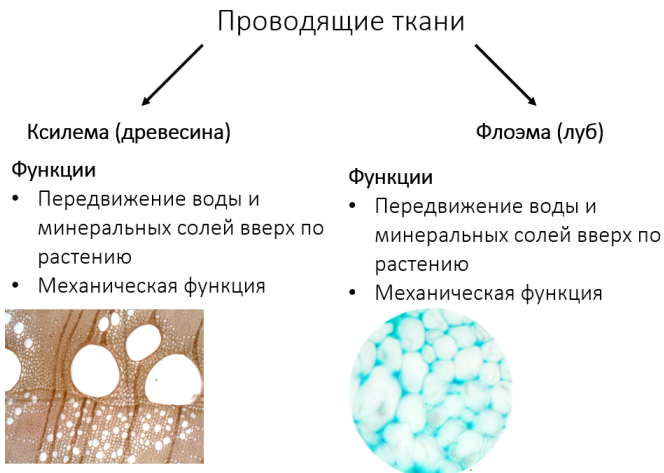 Проводящие ткани
Ксилема (древесина)
Функции
• Передвижение воды и
минеральных солей вверх по
растению
• Механическая функция
Флоэма (луб)
Функции
• Передвижение воды и
минеральных солей вверх по
растению
• Механическая функция